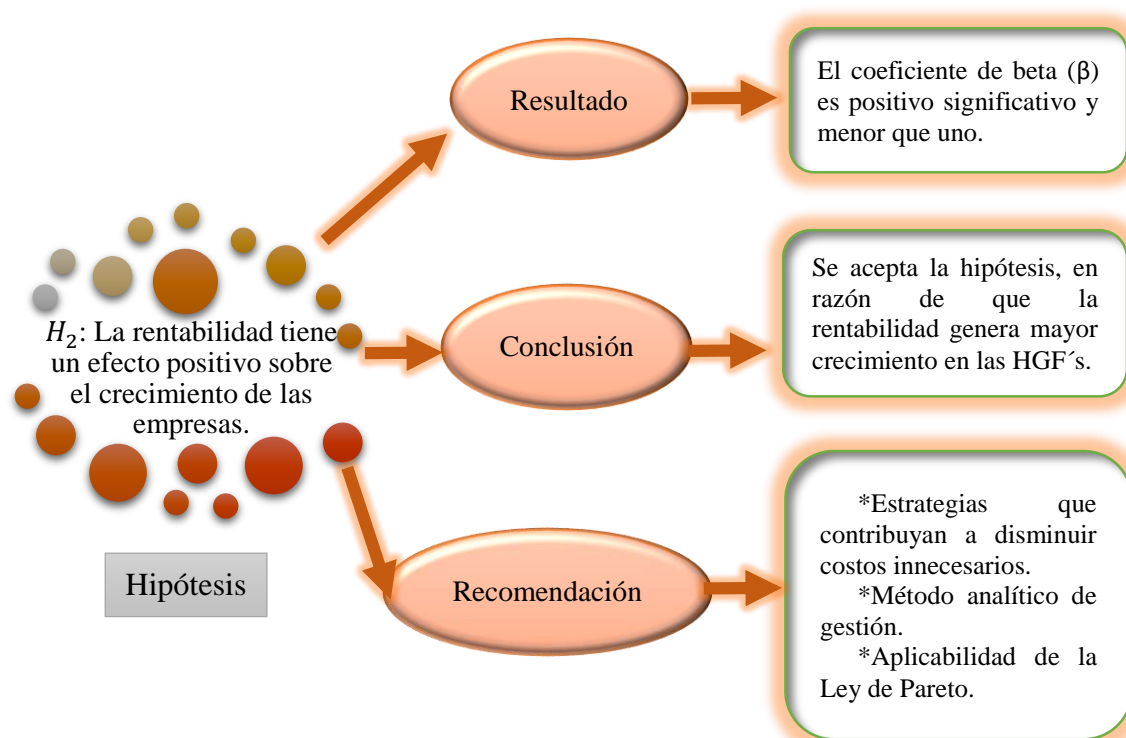 Resultado
El coeficiente de beta (β)
es positivo significativo y
menor que uno.
H₂: La rentabilidad tiene
un efecto positivo sobre
el crecimiento de las
empresas.
Hipótesis
Conclusión
Se acepta la hipótesis, en
razón de que la
rentabilidad genera mayor
crecimiento en las HGF´s.
Recomendación
*Estrategias que
contribuyan a disminuir
costos innecesarios.
*Método analítico de
gestión.
*Aplicabilidad de la
Ley de Pareto.